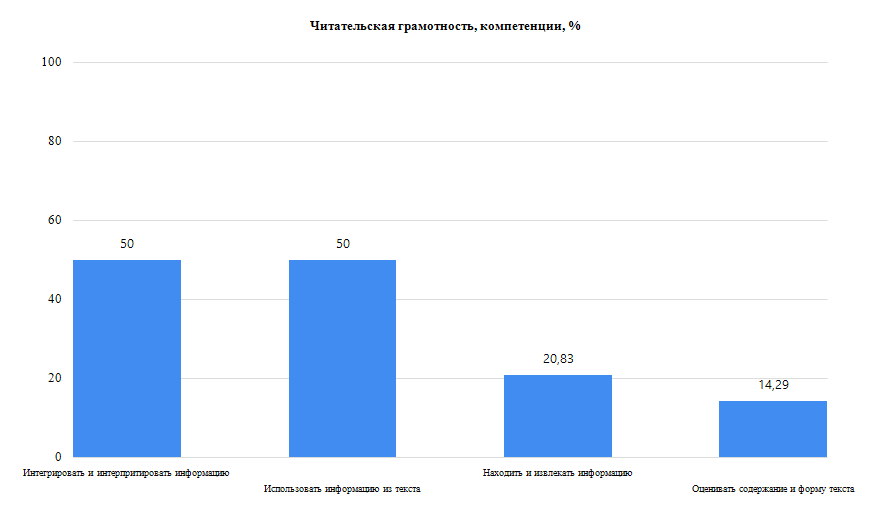 Читательская грамотность, компетенции, %
100
80
60
40
20
0
50
50
20,83
14,29
Интегрировать и интерпритировать информацию
Использовать информацию из текста
Находить и извлекать информацию
Оценивать содержание и форму текста